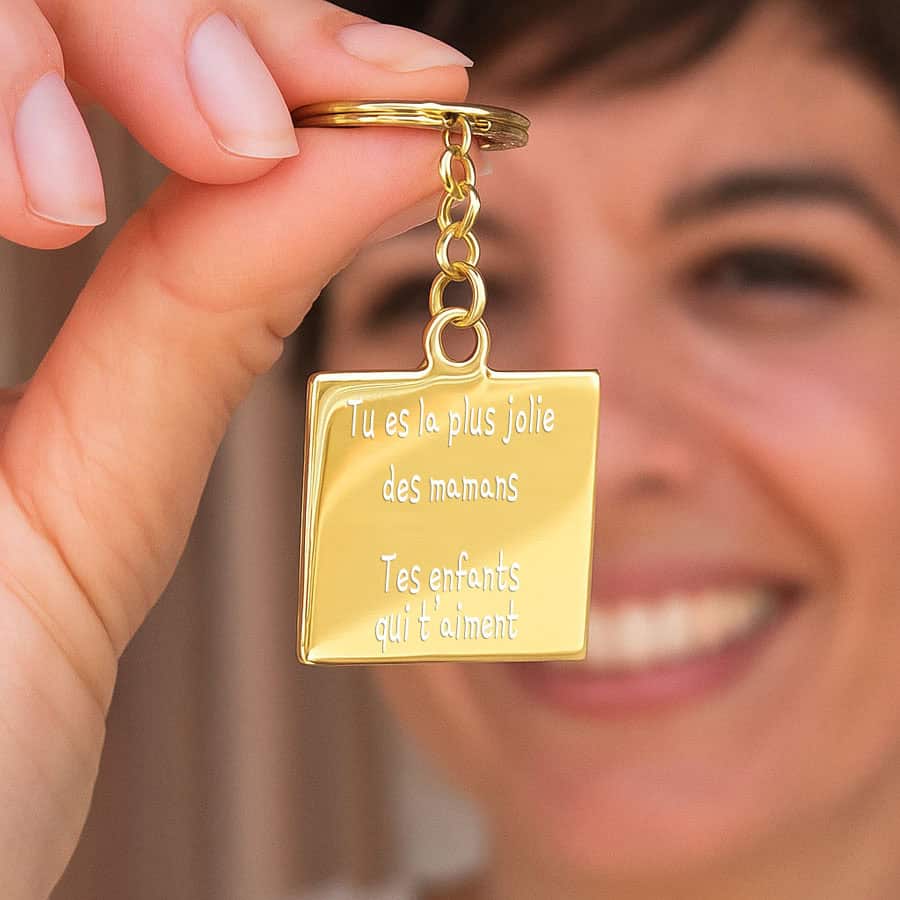 Tu es la plus jolie
des mamans
Tes enfants
qui t'aiment